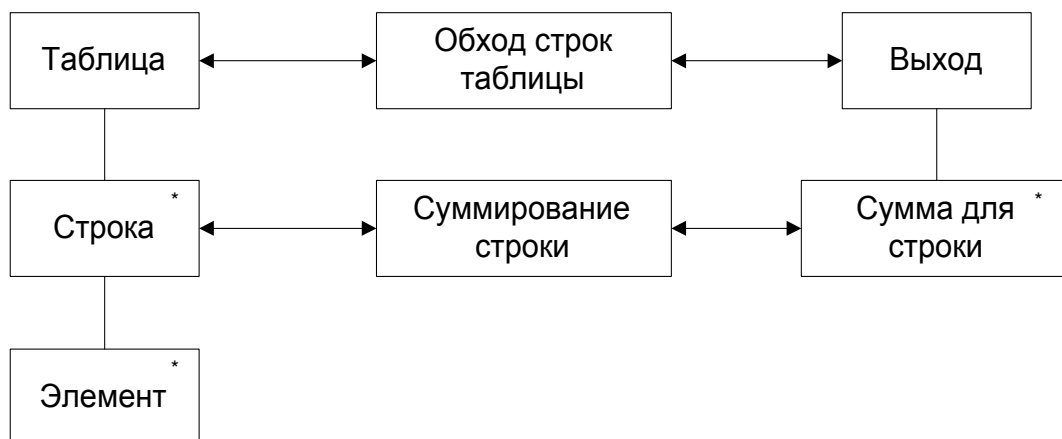 Таблица
Обход строк
таблицы
Выход
Строка *
Суммирование
строки
Сумма для *
строки
Элемент *